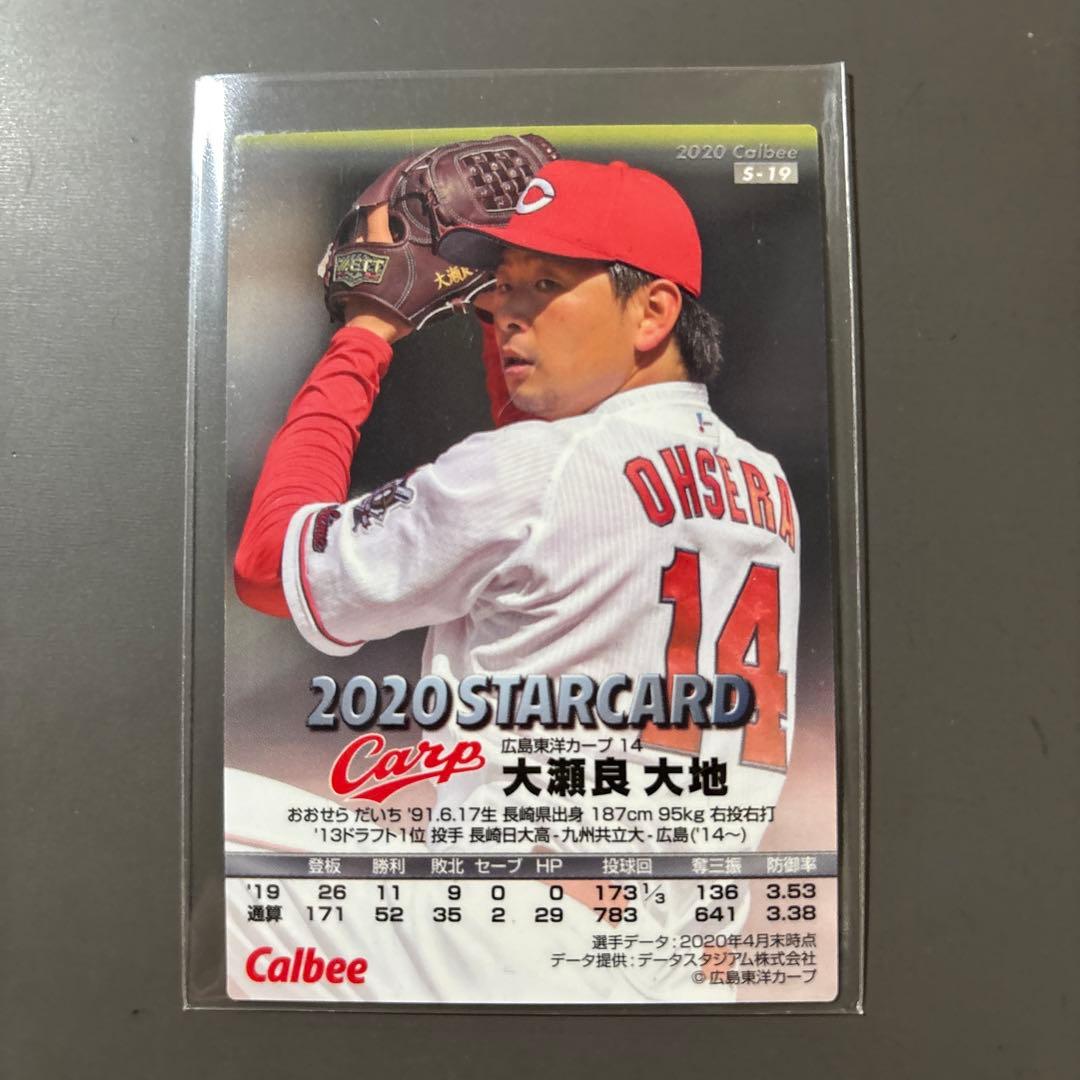 2020 Calbee
S-19
ZETT
大瀬良
OHSERA
14
2020 STARCARD
Carp
広島東洋カープ 14
大瀬良 大地
おおせら だいち '91.6.17生 長崎県出身 187cm 95kg 右投右打
'13ドラフト1位 投手 長崎日大高-九州共立大-広島('14~)
登板 勝利 敗北 セーブ HP 投球回 奪三振 防御率
'19 26 11 9 0 0 173 1/3 136 3.53
通算 171 52 35 2 29 783 641 3.38
選手データ:2020年4月末時点
データ提供:データスタジアム株式会社
©広島東洋カープ
Calbee